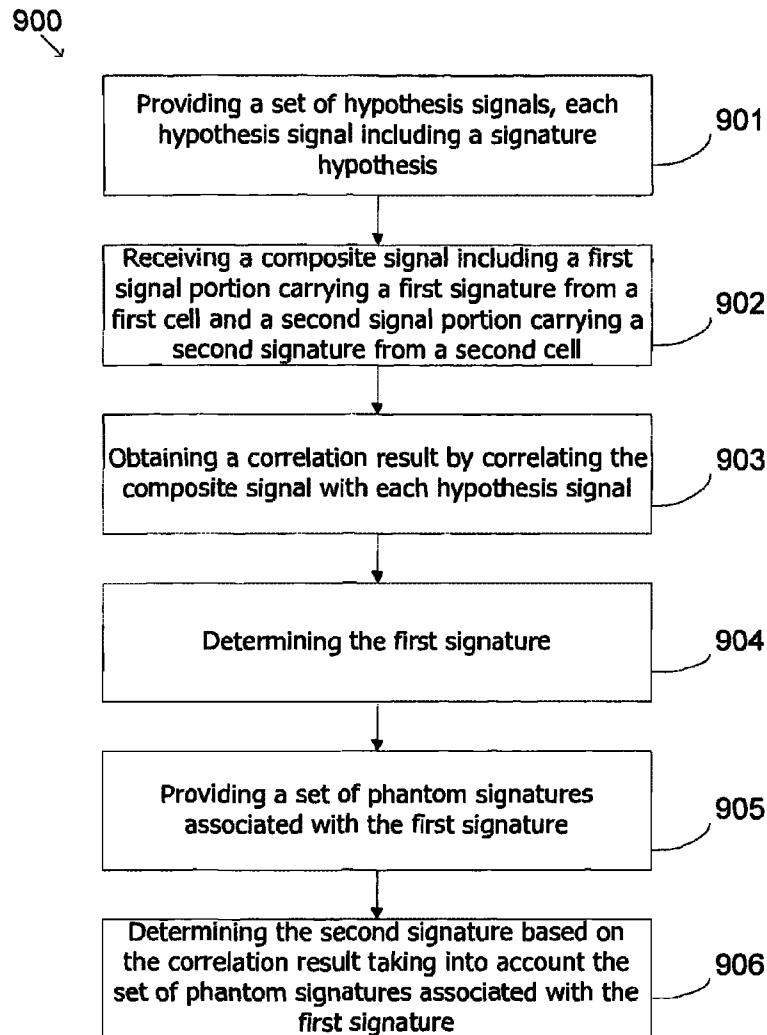 900
Providing a set of hypothesis signals, each
hypothesis signal including a signature
hypothesis
901
Receiving a composite signal including a first
signal portion carrying a first signature from a
first cell and a second signal portion carrying a
second signature from a second cell
902
Obtaining a correlation result by correlating the
composite signal with each hypothesis signal
903
Determining the first signature
904
Providing a set of phantom signatures
associated with the first signature
905
Determining the second signature based on
the correlation result taking into account the
set of phantom signatures associated with the
first signature
906